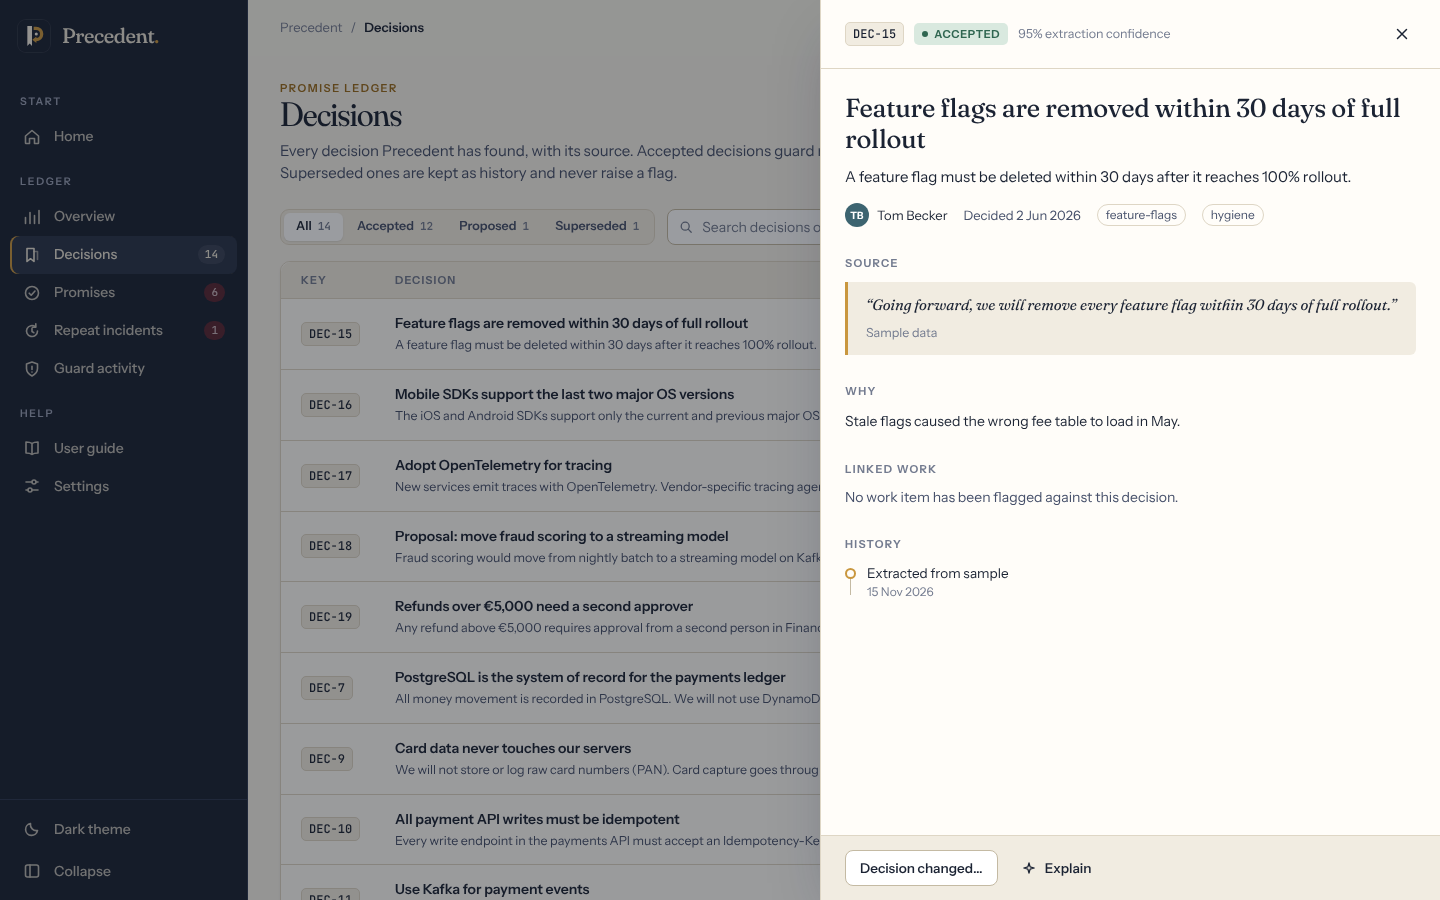 Precedent.
START
Home
LEDGER
Overview
Decisions 14
Promises 6
Repeat incidents 1
Guard activity
HELP
User guide
Settings
Dark theme
Collapse
Precedent / Decisions
PROMISE LEDGER
Decisions
Every decision Precedent has found, with its source. Accepted decisions guard
Superseded ones are kept as history and never raise a flag.
All 14 Accepted 12 Proposed 1 Superseded 1 Search decisions
KEY DECISION
DEC-15 Feature flags are removed within 30 days of full rollout
A feature flag must be deleted within 30 days after it reaches 100% rollout.
DEC-16 Mobile SDKs support the last two major OS versions
The iOS and Android SDKs support only the current and previous major OS
DEC-17 Adopt OpenTelemetry for tracing
New services emit traces with OpenTelemetry. Vendor-specific tracing
DEC-18 Proposal: move fraud scoring to a streaming model
Fraud scoring would move from nightly batch to a streaming model on
DEC-19 Refunds over €5,000 need a second approver
Any refund above €5,000 requires approval from a second person in
DEC-7 PostgreSQL is the system of record for the payments ledger
All money movement is recorded in PostgreSQL. We will not use
DEC-9 Card data never touches our servers
We will not store or log raw card numbers (PAN). Card capture goes
DEC-10 All payment API writes must be idempotent
Every write endpoint in the payments API must accept an
Use Kafka for payment events
DEC-15 ACCEPTED 95% extraction confidence
Feature flags are removed within 30 days of full
rollout
A feature flag must be deleted within 30 days after it reaches 100% rollout.
TB Tom Becker Decided 2 Jun 2026 feature-flags hygiene
SOURCE
“Going forward, we will remove every feature flag within 30 days of full rollout.”
Sample data
WHY
Stale flags caused the wrong fee table to load in May.
LINKED WORK
No work item has been flagged against this decision.
HISTORY
Extracted from sample
15 Nov 2026
Decision changed… Explain